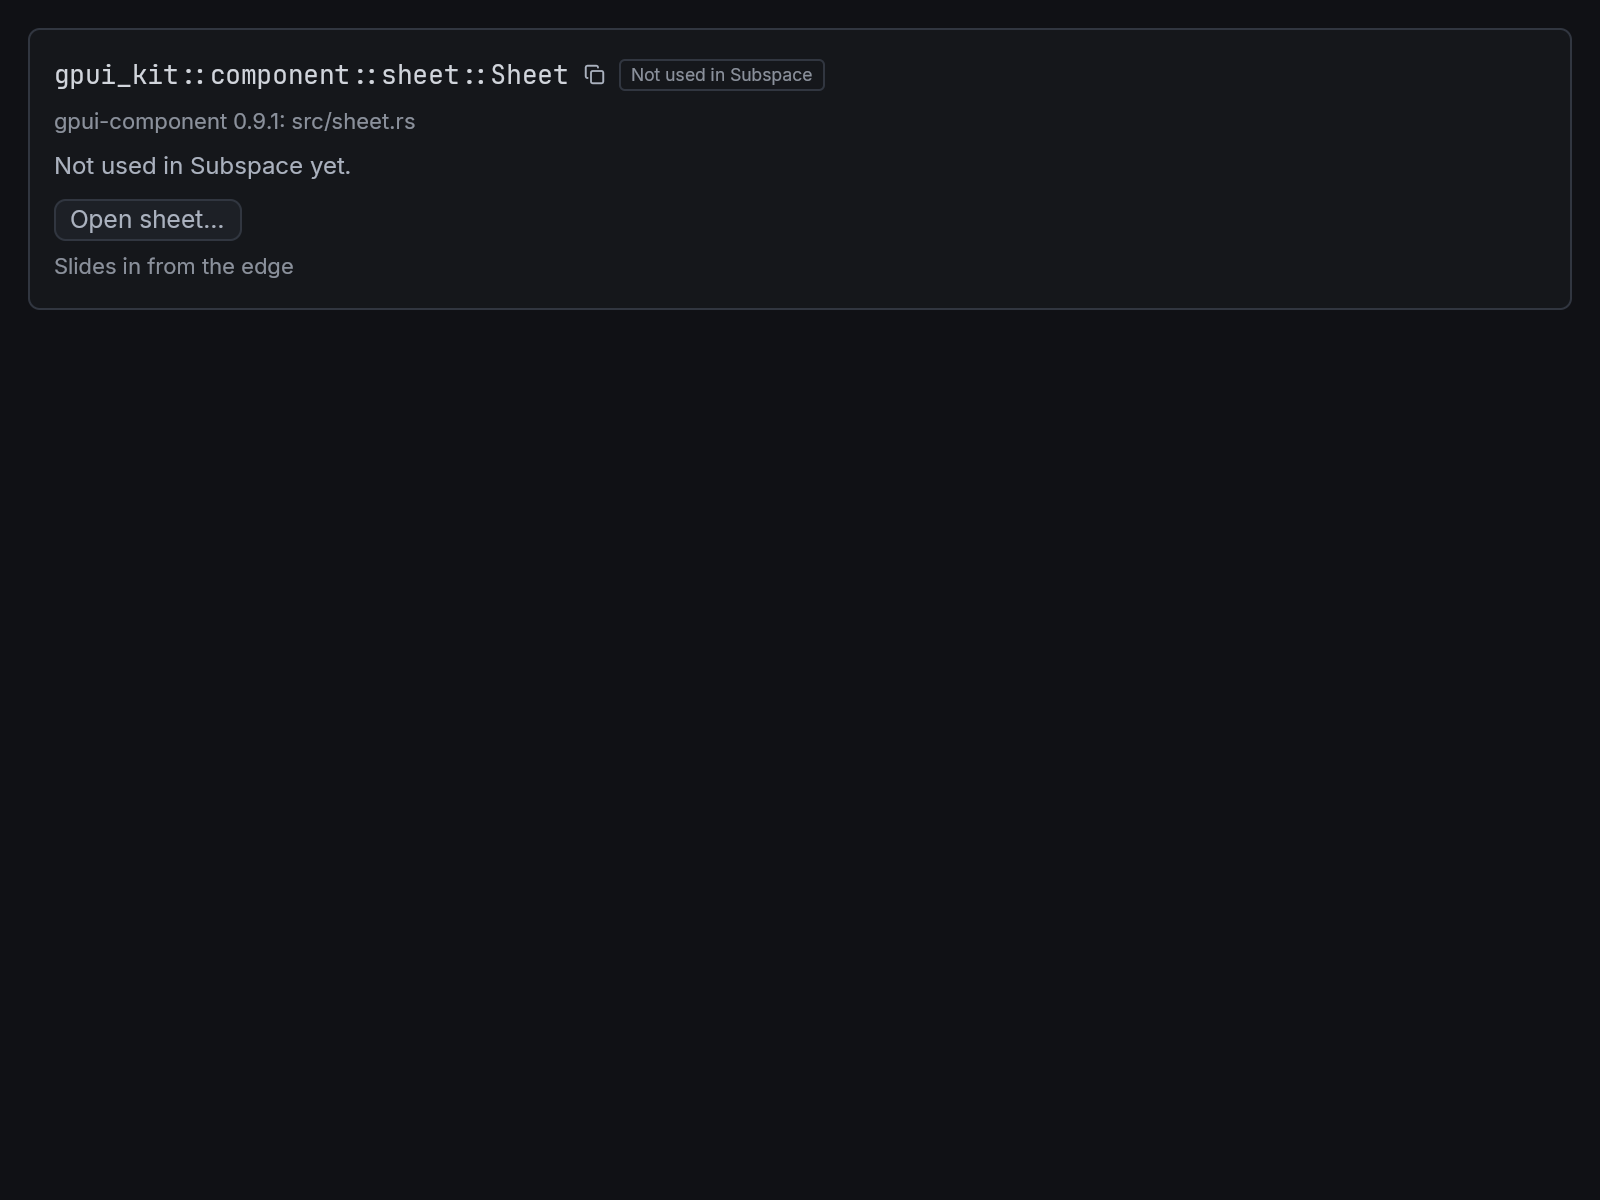 gpui_kit::component::sheet::Sheet Not used in Subspace
gpui-component 0.9.1: src/sheet.rs
Not used in Subspace yet.
Open sheet...
Slides in from the edge